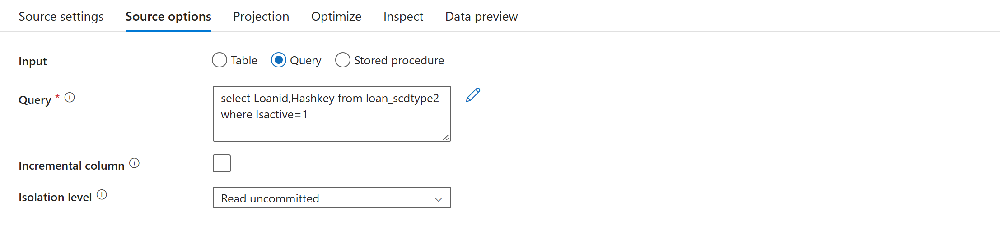 Source settings Source options Projection Optimize Inspect Data preview
Input Table Query Stored procedure
Query * select Loanid,Hashkey from loan_scdtype2
where Isactive=1
Incremental column
Isolation level Read uncommitted